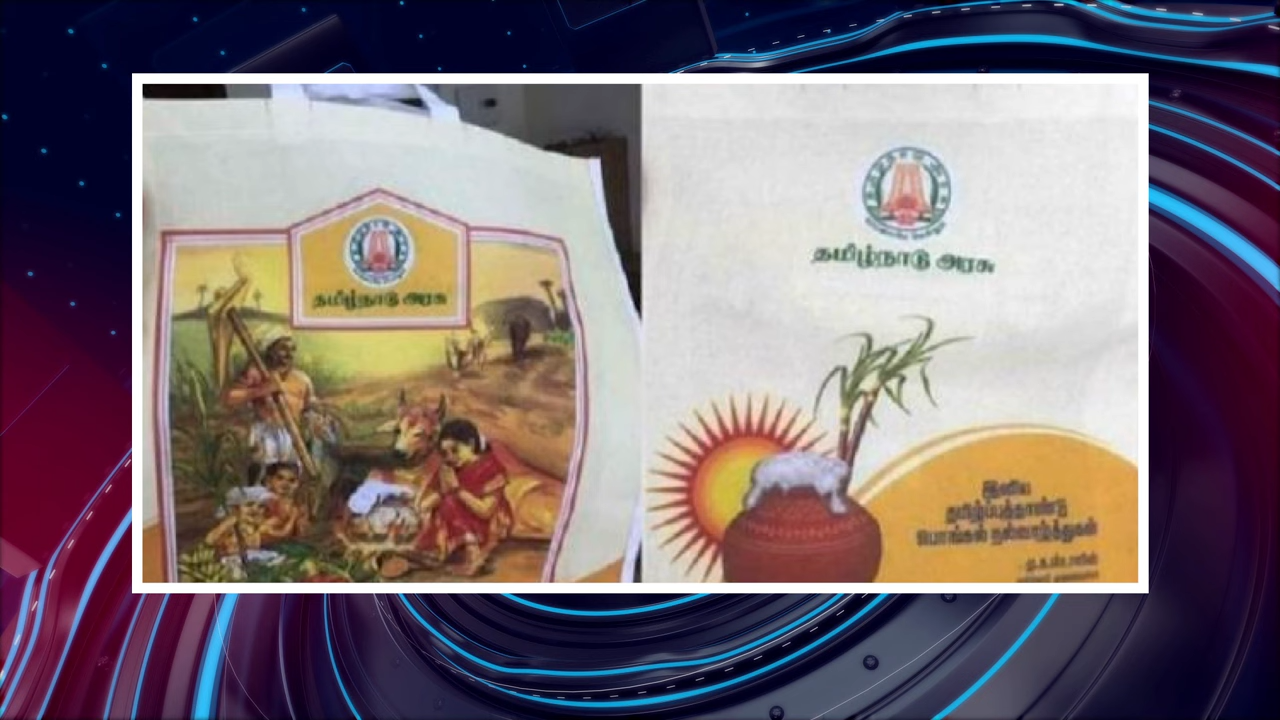 தமிழ்நாடு அரசு
தமிழ்நாடு அரசு
இனிய
தமிழ்ப்புத்தாண்டு
பொங்கல் நல்வாழ்த்துகள்
- மு.க.ஸ்டாலின்